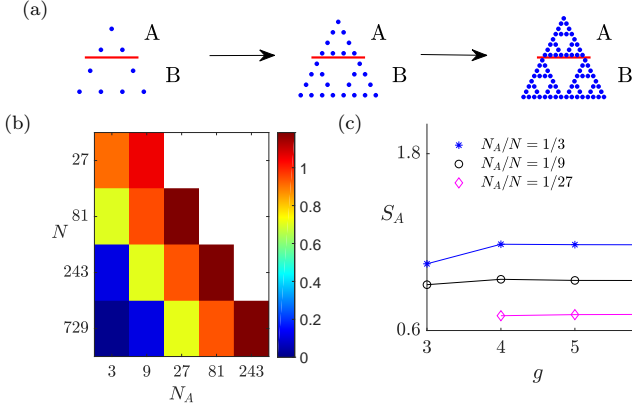 (a)
A
B
A
B
A
B
(b)
N
27
81
243
729
3 9 27 81 243
N_A
1
0.8
0.6
0.4
0.2
0
(c)
N_A/N = 1/3
N_A/N = 1/9
N_A/N = 1/27
S_A
1.8
0.6
3 4 5
g